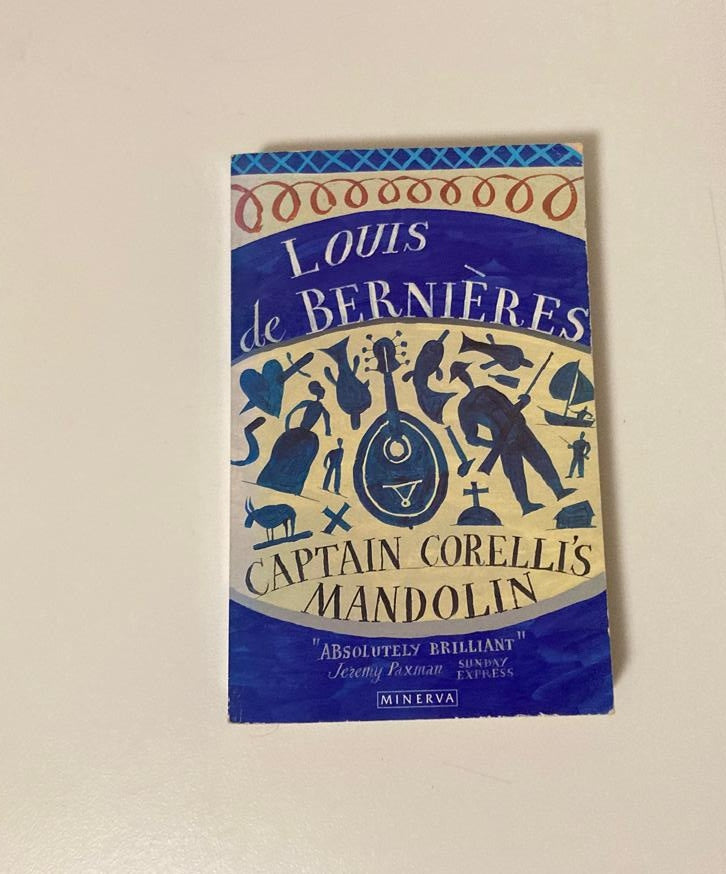 LOUIS
de BERNIÈRES
CAPTAIN CORELLI'S
MANDOLIN
"ABSOLUTELY BRILLIANT"
Jeremy Paxman SUNDAY EXPRESS
MINERVA